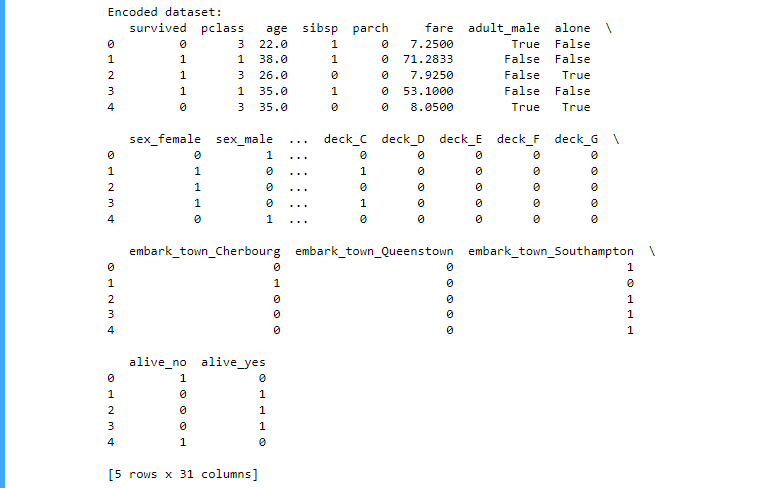 Encoded dataset:
survived pclass age sibsp parch fare adult_male alone \
0 0 3 22.0 1 0 7.2500 True False
1 1 1 38.0 1 0 71.2833 False False
2 1 3 26.0 0 0 7.9250 False True
3 1 1 35.0 1 0 53.1000 False False
4 0 3 35.0 0 0 8.0500 True True
sex_female sex_male ... deck_C deck_D deck_E deck_F deck_G \
0 0 1 ... 0 0 0 0 0
1 1 0 ... 1 0 0 0 0
2 1 0 ... 0 0 0 0 0
3 1 0 ... 1 0 0 0 0
4 0 1 ... 0 0 0 0 0
embark_town_Cherbourg embark_town_Queenstown embark_town_Southampton \
0 0 0 1
1 1 0 0
2 0 0 1
3 0 0 1
4 0 0 1
alive_no alive_yes
0 1 0
1 0 1
2 0 1
3 0 1
4 1 0
[5 rows x 31 columns]